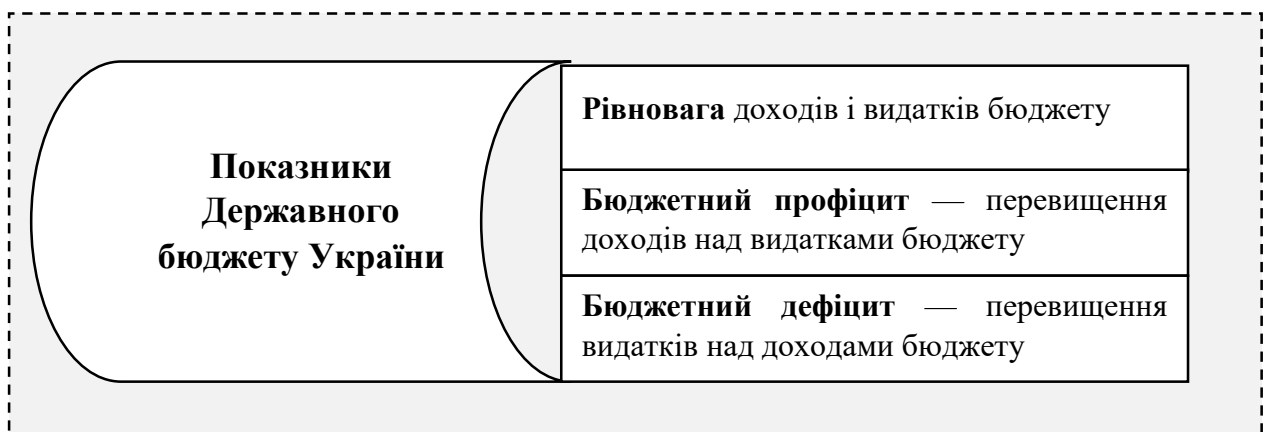 Показники
Державного
бюджету України
Рівновага доходів і видатків бюджету
Бюджетний профіцит — перевищення
доходів над видатками бюджету
Бюджетний дефіцит — перевищення
видатків над доходами бюджету